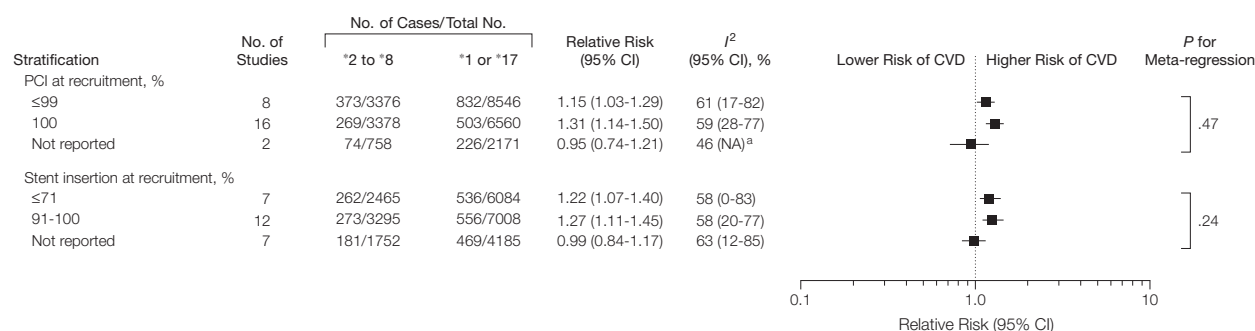 No. of Cases/Total No.
Stratification No. of Studies *2 to *8 *1 or *17 Relative Risk (95% CI) I² (95% CI), % Lower Risk of CVD Higher Risk of CVD P for Meta-regression
PCI at recruitment, %
≤99 8 373/3376 832/8546 1.15 (1.03-1.29) 61 (17-82)
100 16 269/3378 503/6560 1.31 (1.14-1.50) 59 (28-77) .47
Not reported 2 74/758 226/2171 0.95 (0.74-1.21) 46 (NA)ᵃ
Stent insertion at recruitment, %
≤71 7 262/2465 536/6084 1.22 (1.07-1.40) 58 (0-83)
91-100 12 273/3295 556/7008 1.27 (1.11-1.45) 58 (20-77) .24
Not reported 7 181/1752 469/4185 0.99 (0.84-1.17) 63 (12-85)
0.1 1.0 10
Relative Risk (95% CI)